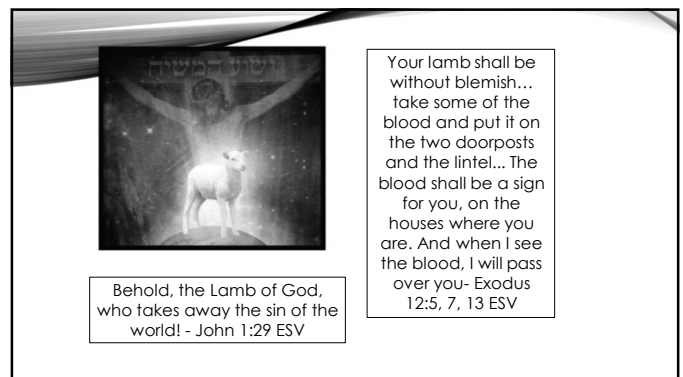 ישוע המשיח
Behold, the Lamb of God,
who takes away the sin of the
world! - John 1:29 ESV
Your lamb shall be
without blemish…
take some of the
blood and put it on
the two doorposts
and the lintel... The
blood shall be a sign
for you, on the
houses where you
are. And when I see
the blood, I will pass
over you- Exodus
12:5, 7, 13 ESV